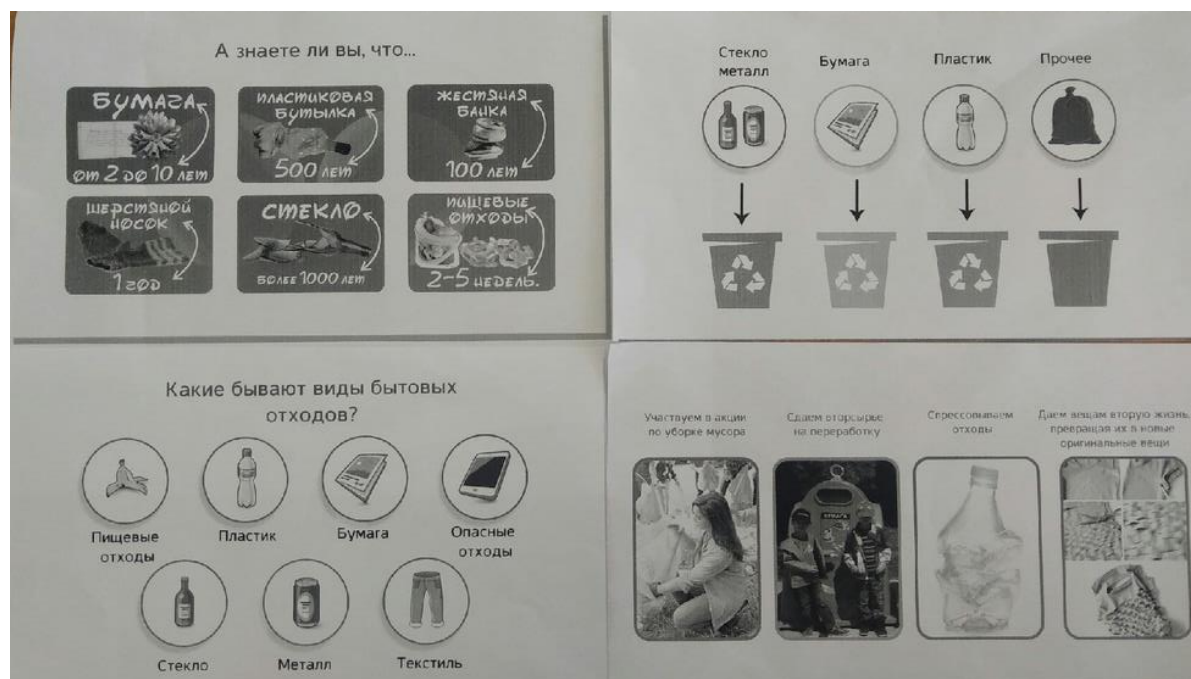 А знаете ли вы, что...
БУМАГА
от 2 до 10 лет
ПЛАСТИКОВАЯ
БУТЫЛКА
500 лет
ЖЕСТЯНАЯ
БАНКА
100 лет
ШЕРСТЯНОЙ
НОСОК
1 год
СТЕКЛО
БОЛЕЕ 1000 ЛЕТ
ПИЩЕВЫЕ
ОТХОДЫ
2-5 НЕДЕЛЬ.
Стекло
металл
Бумага
Пластик
Прочее
Какие бывают виды бытовых
отходов?
Пищевые
отходы
Пластик
Бумага
Опасные
отходы
Стекло
Металл
Текстиль
Участвуем в акции
по уборке мусора
Сдаем вторсырье
на переработку
Спрессовываем
отходы
Даем вещам вторую жизнь,
превращая их в новые
оригинальные вещи
БУМАГА